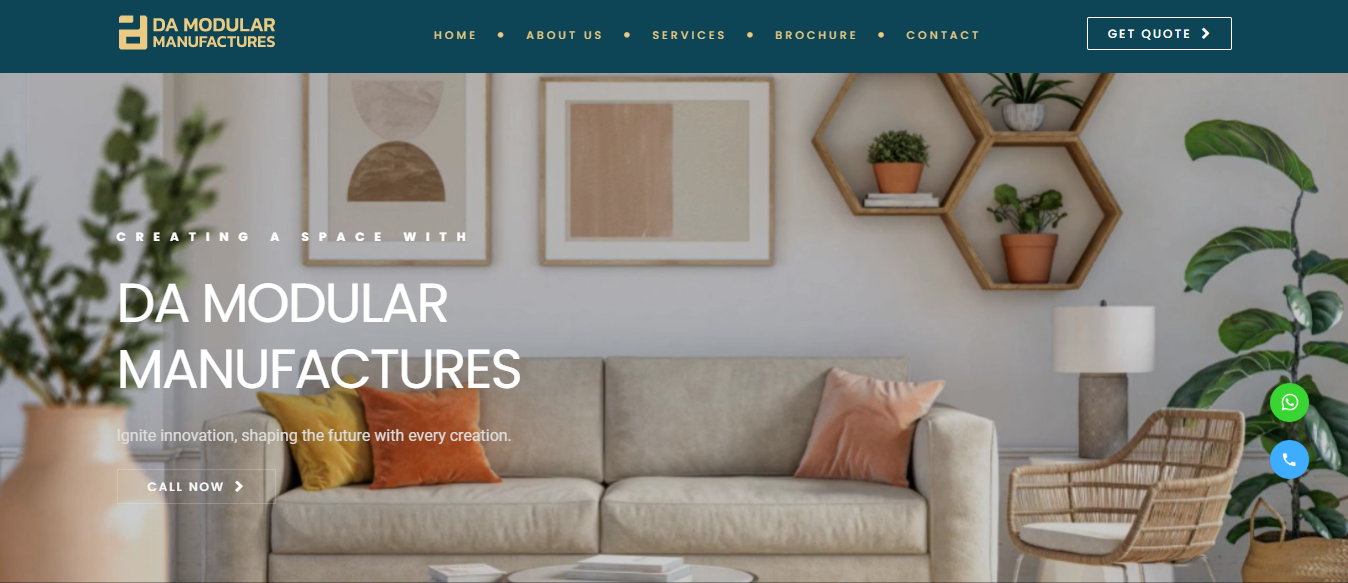 DA MODULAR
MANUFACTURES
HOME
ABOUT US
SERVICES
BROCHURE
CONTACT
GET QUOTE
CREATING A SPACE WITH
DA MODULAR
MANUFACTURES
Ignite innovation, shaping the future with every creation.
CALL NOW